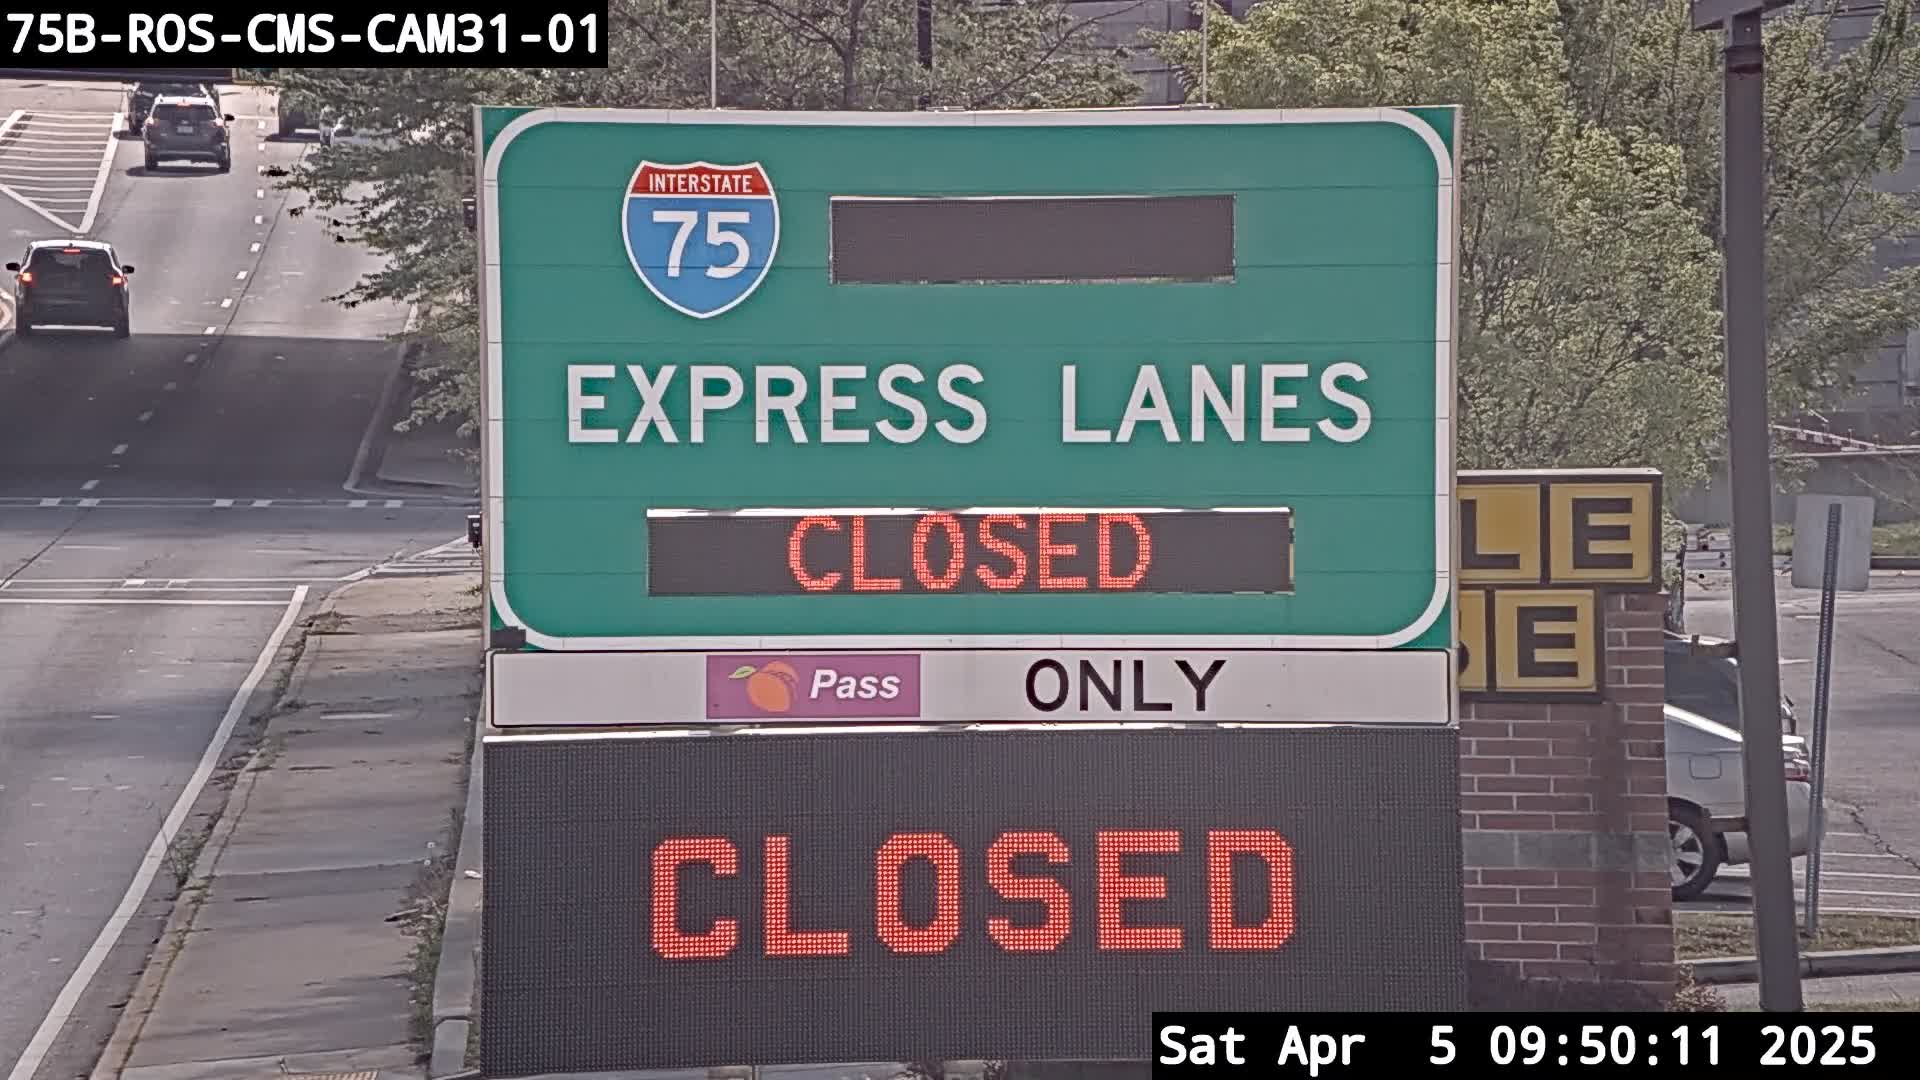 75B-ROS-CMS-CAM31-01
INTERSTATE
75
EXPRESS LANES
CLOSED
Pass ONLY
CLOSED
LE
E
Sat Apr 5 09:50:11 2025